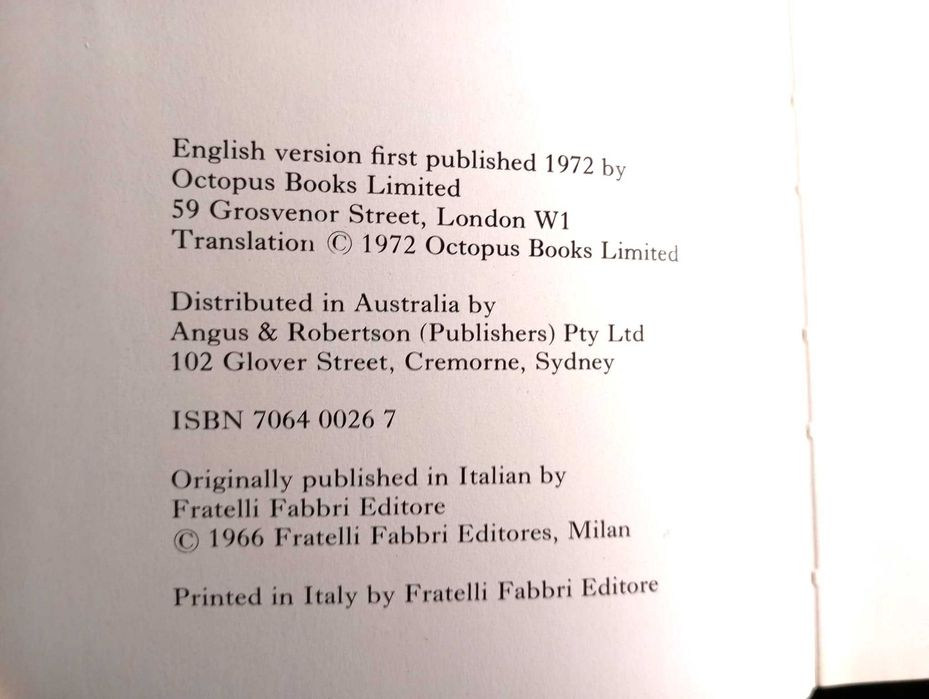 English version first published 1972 by
Octopus Books Limited
59 Grosvenor Street, London W1
Translation © 1972 Octopus Books Limited
Distributed in Australia by
Angus & Robertson (Publishers) Pty Ltd
102 Glover Street, Cremorne, Sydney
ISBN 7064 0026 7
Originally published in Italian by
Fratelli Fabbri Editore
© 1966 Fratelli Fabbri Editores, Milan
Printed in Italy by Fratelli Fabbri Editore